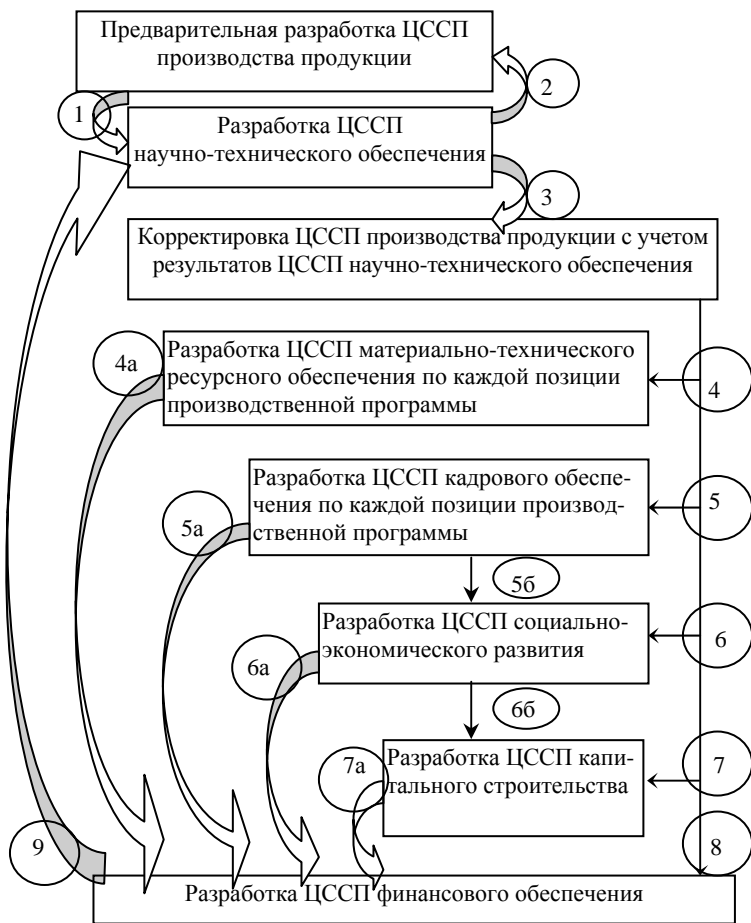 Предварительная разработка ЦССП
производства продукции
1
2
Разработка ЦССП
научно-технического обеспечения
3
Корректировка ЦССП производства продукции с учетом
результатов ЦССП научно-технического обеспечения
4а
Разработка ЦССП материально-технического
ресурсного обеспечения по каждой позиции
производственной программы
4
5а
Разработка ЦССП кадрового обеспе-
чения по каждой позиции производ-
ственной программы
5
5б
6а
Разработка ЦССП социально-
экономического развития
6
6б
7а
Разработка ЦССП капи-
тального строительства
7
9
8
Разработка ЦССП финансового обеспечения